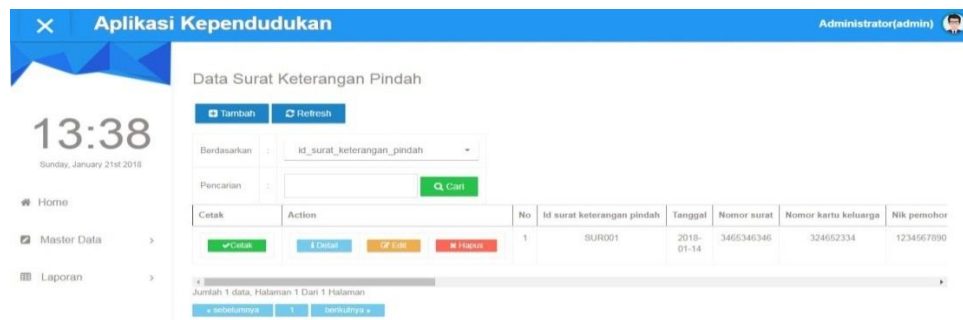 Aplikasi Kependudukan
Administrator(admin)
13:38
Sunday, January 21st 2018
Home
Master Data
Laporan
Data Surat Keterangan Pindah
Tambah Refresh
Berdasarkan : id_surat_keterangan_pindah
Pencarian : Cari
Cetak Action No Id surat keterangan pindah Tanggal Nomor surat Nomor kartu keluarga Nik pemohon
Cetak Detail Edit Hapus 1 SUR001 2018-01-14 3465346346 324652334 1234567890
Jumlah 1 data, Halaman 1 Dari 1 Halaman
« sebelumnya 1 berikutnya »